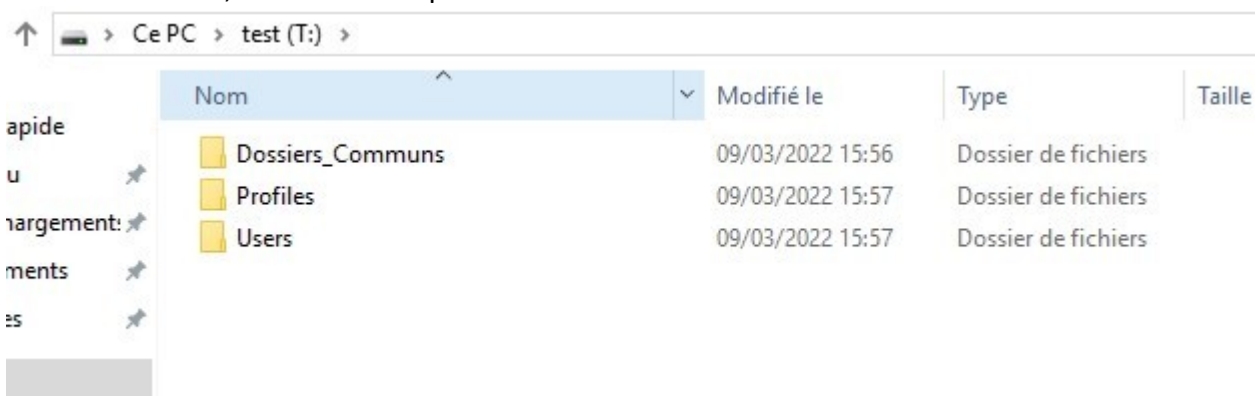 Ce PC > test (T:) >
Nom Modifié le Type Taille
apide
Dossiers_Communs 09/03/2022 15:56 Dossier de fichiers
u
Profiles 09/03/2022 15:57 Dossier de fichiers
hargements
Users 09/03/2022 15:57 Dossier de fichiers
ments
es